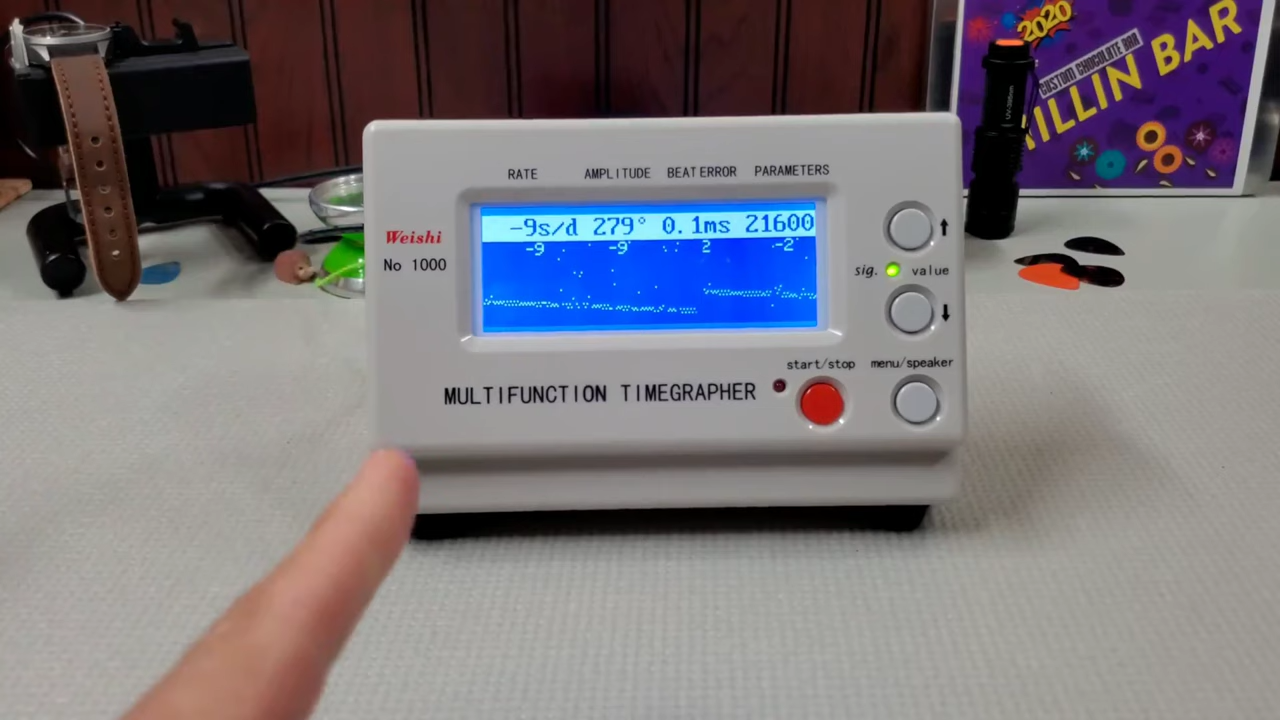 2020
CUSTOM CHOCOLATE BAR
ILLIN BAR
RATE AMPLITUDE BEAT ERROR PARAMETERS
-9s/d 279° 0.1ms 21600
-9 -9 2 -2
Weishi
No 1000
sig. value
start/stop menu/speaker
MULTIFUNCTION TIMEGRAPHER